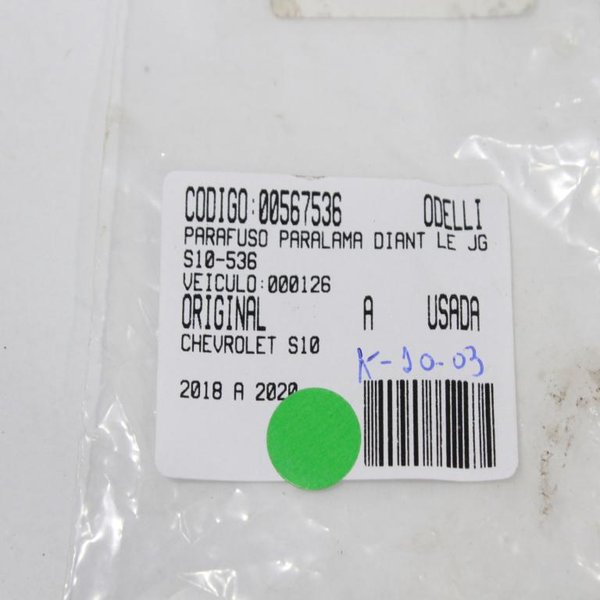 CODIGO:00567536 ODELLI
PARAFUSO PARALAMA DIANT LE JG
S10-536
VEICULO:000126
ORIGINAL A USADA
CHEVROLET S10
K-10-03
2018 A 2020